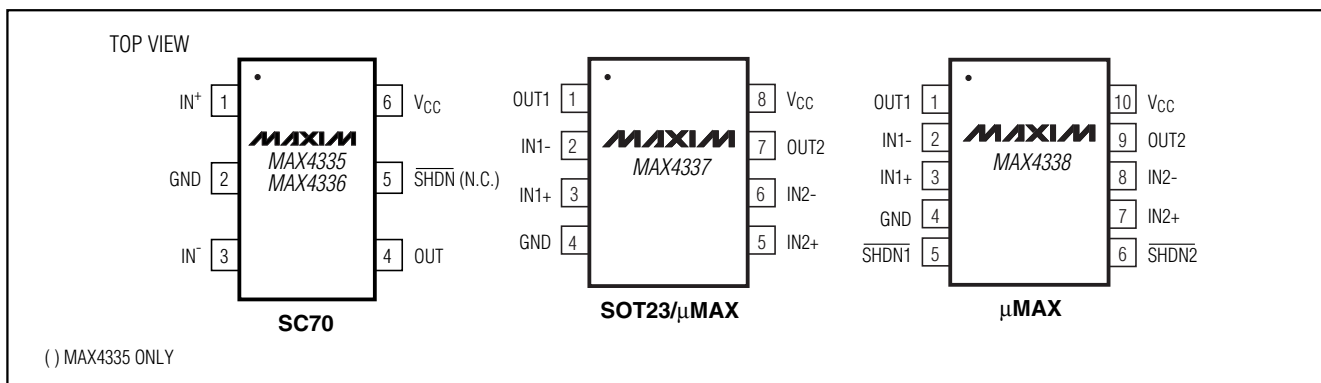 TOP VIEW
IN+ 1
GND 2
IN- 3
6 VCC
5 SHDN (N.C.)
4 OUT
MAXIM
MAX4335
MAX4336
SC70
OUT1 1
IN1- 2
IN1+ 3
GND 4
8 VCC
7 OUT2
6 IN2-
5 IN2+
MAXIM
MAX4337
SOT23/μMAX
OUT1 1
IN1- 2
IN1+ 3
GND 4
SHDN1 5
10 VCC
9 OUT2
8 IN2-
7 IN2+
6 SHDN2
MAXIM
MAX4338
μMAX
( ) MAX4335 ONLY